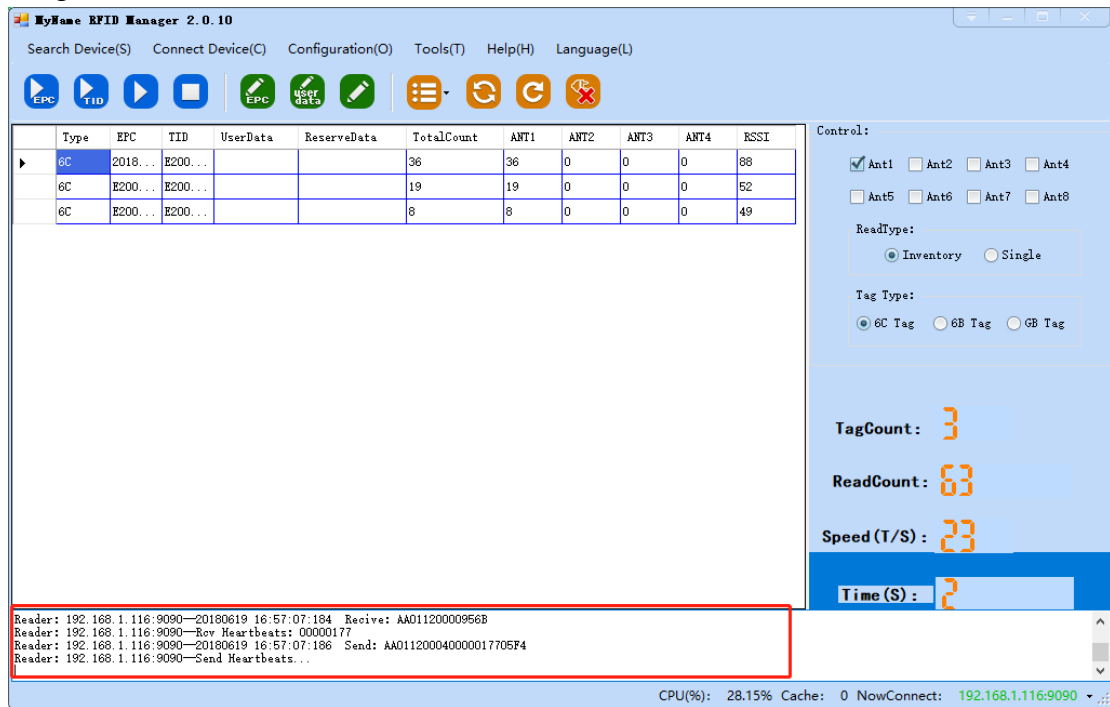 MyName RFID Manager 2.0.10
Search Device(S) Connect Device(C) Configuration(O) Tools(T) Help(H) Language(L)
EPC TID EPC user data
Type EPC TID UserData ReserveData TotalCount ANT1 ANT2 ANT3 ANT4 RSSI
6C 2018... E200... 36 36 0 0 0 88
6C E200... E200... 19 19 0 0 0 52
6C E200... E200... 8 8 0 0 0 49
Control:
Ant1 Ant2 Ant3 Ant4
Ant5 Ant6 Ant7 Ant8
ReadType:
Inventory Single
Tag Type:
6C Tag 6B Tag GB Tag
TagCount: 3
ReadCount: 63
Speed(T/S): 23
Time(S): 2
Reader: 192.168.1.116:9090—20180619 16:57:07:184 Recive: AA01120000956B
Reader: 192.168.1.116:9090—Rcv Heartbeats: 00000177
Reader: 192.168.1.116:9090—20180619 16:57:07:186 Send: AA011200040000017705F4
Reader: 192.168.1.116:9090—Send Heartbeats...
CPU(%): 28.15% Cache: 0 NowConnect: 192.168.1.116:9090